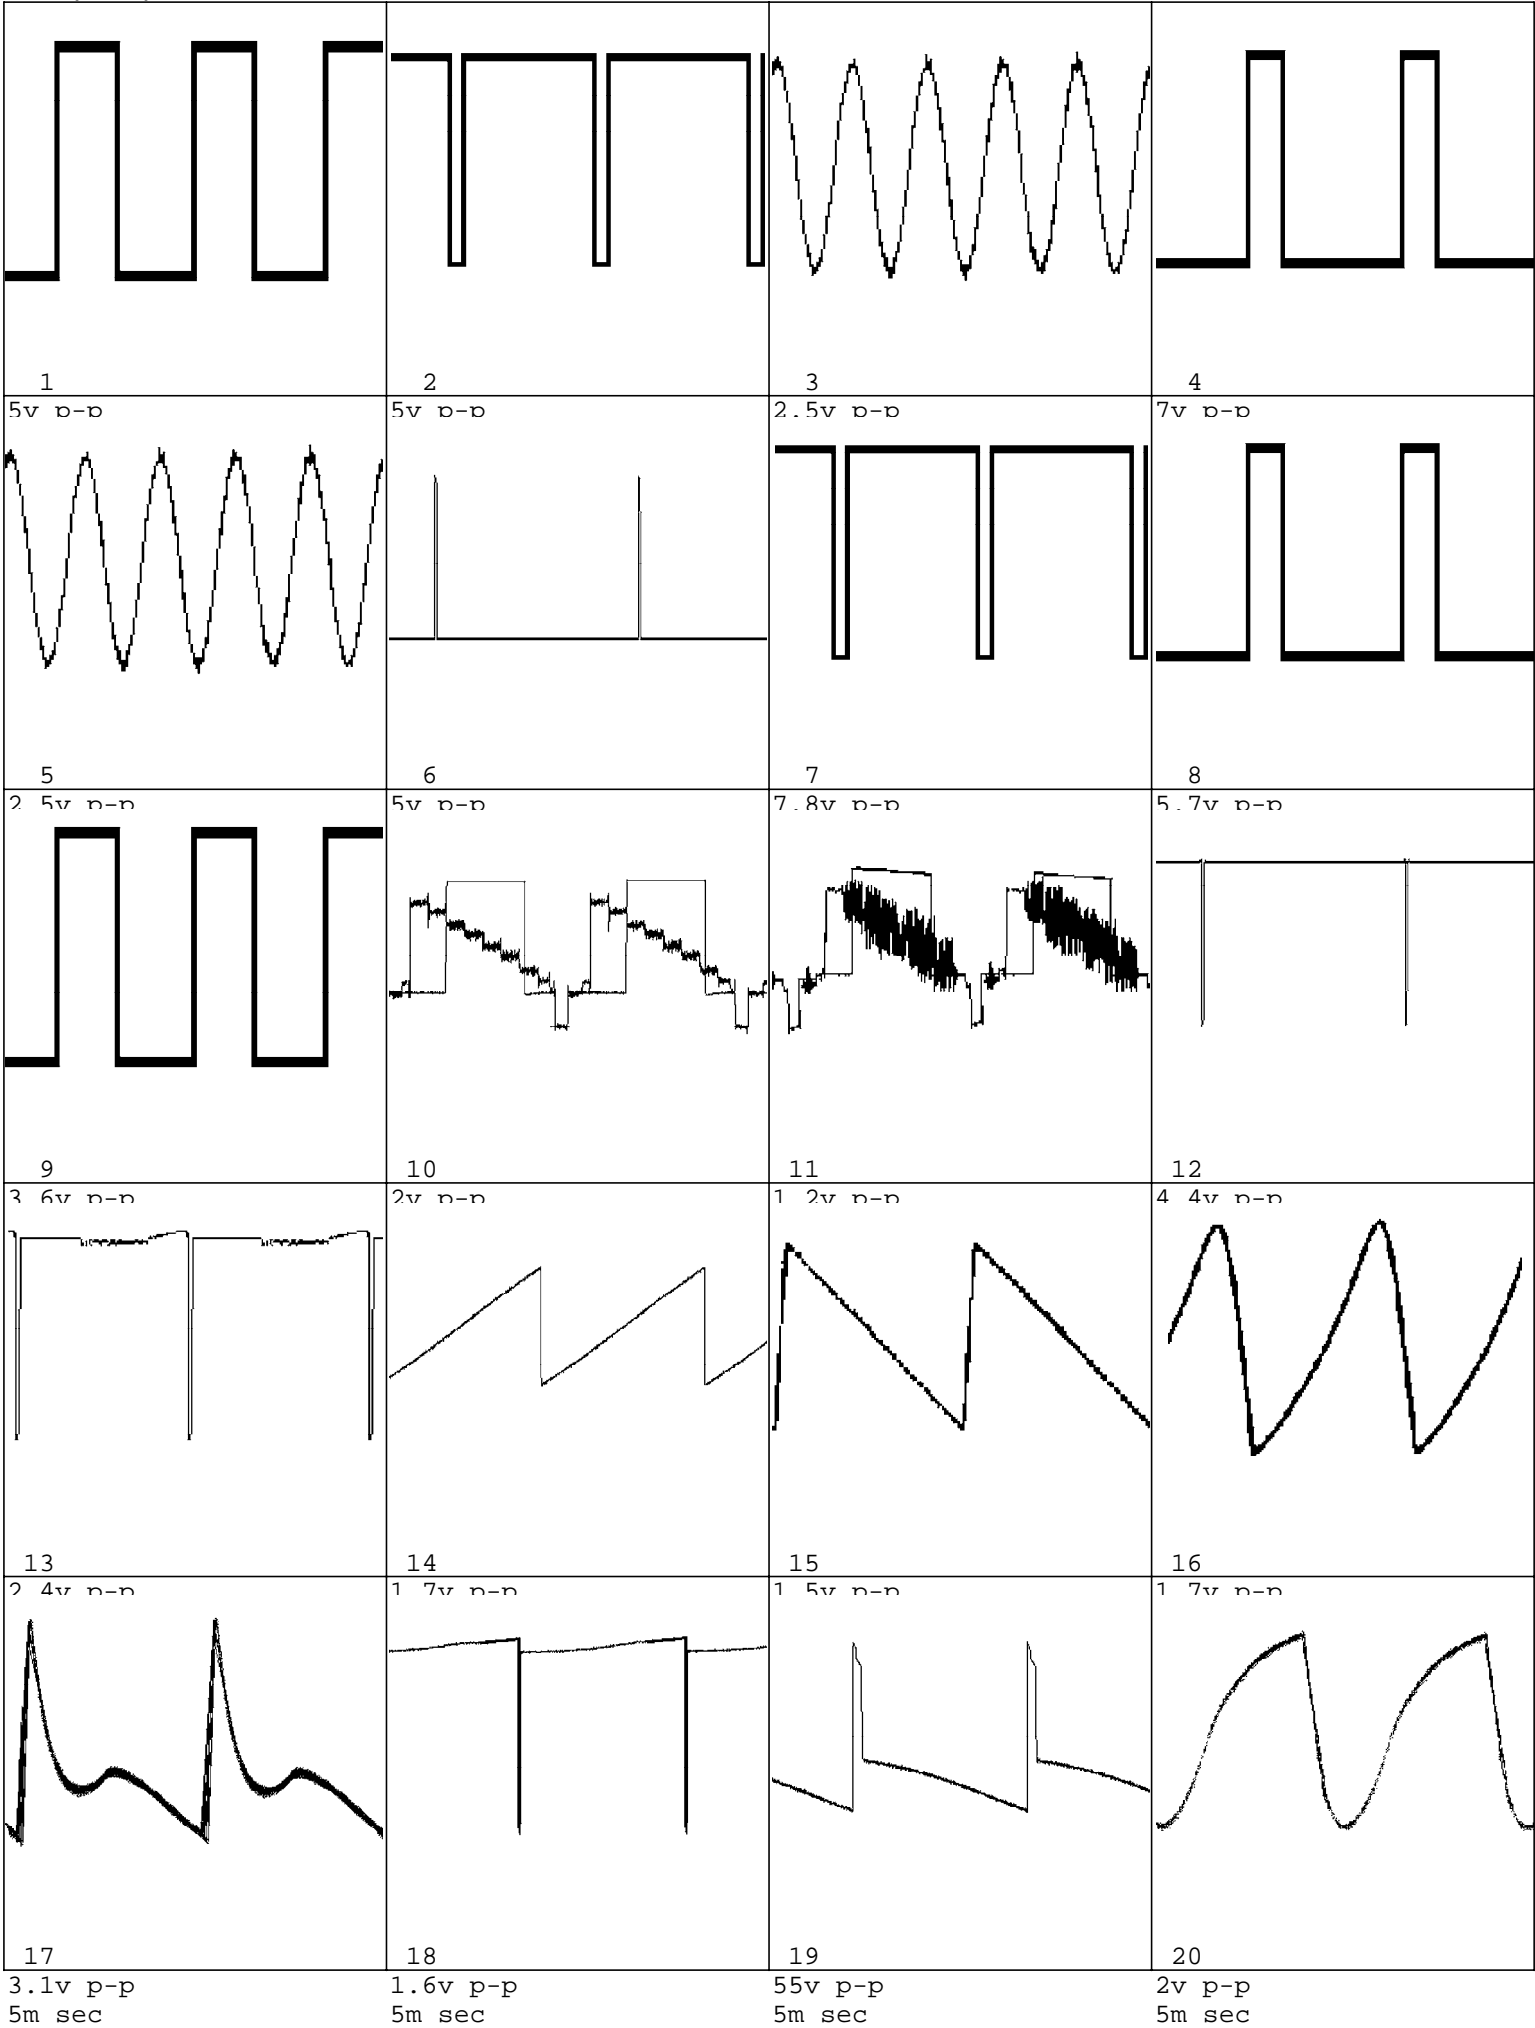 1 2 3 4
5v p-p 5v p-p 2.5v p-p 7v p-p
5 6 7 8
2.5v p-p 5v p-p 7.8v p-p 5.7v p-p
9 10 11 12
3.6v p-p 2v p-p 1.2v p-p 4.4v p-p
13 14 15 16
2.4v p-p 1.7v p-p 1.5v p-p 1.7v p-p
17 18 19 20
3.1v p-p 1.6v p-p 55v p-p 2v p-p
5m sec 5m sec 5m sec 5m sec